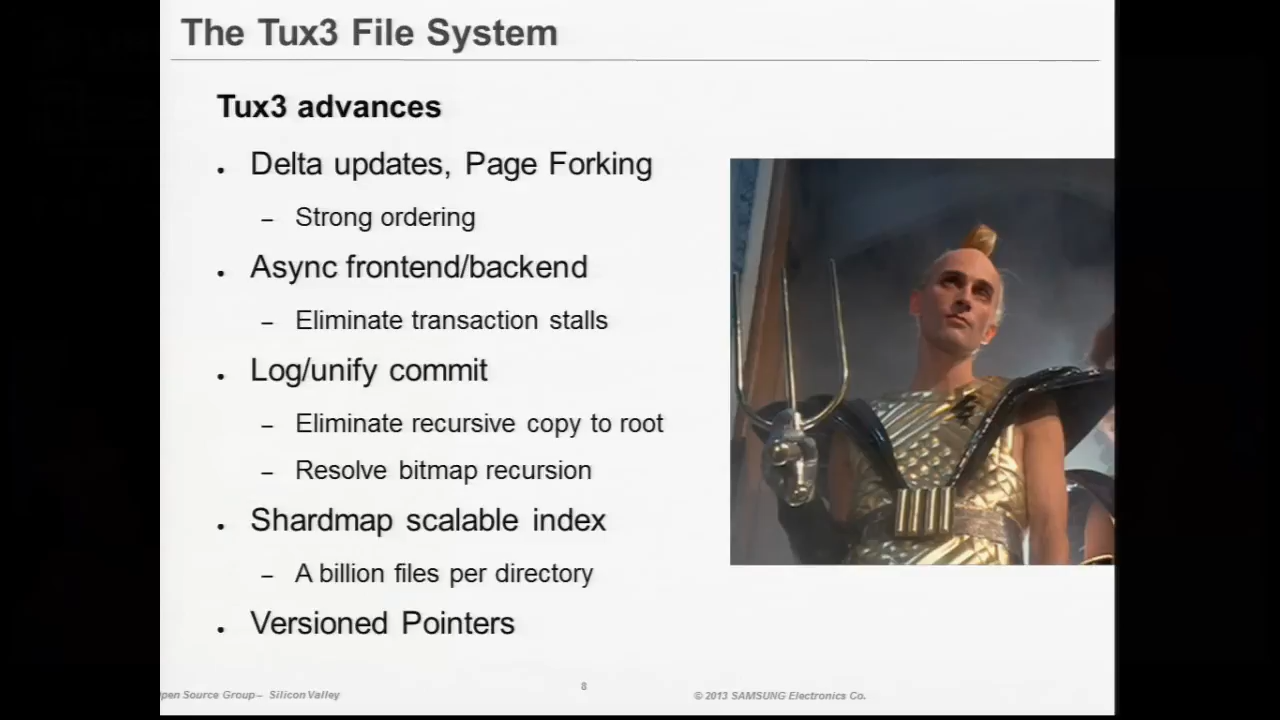 The Tux3 File System
Tux3 advances
Delta updates, Page Forking
– Strong ordering
Async frontend/backend
– Eliminate transaction stalls
Log/unify commit
– Eliminate recursive copy to root
– Resolve bitmap recursion
Shardmap scalable index
– A billion files per directory
Versioned Pointers
pen Source Group – Silicon Valley
8
© 2013 SAMSUNG Electronics Co.